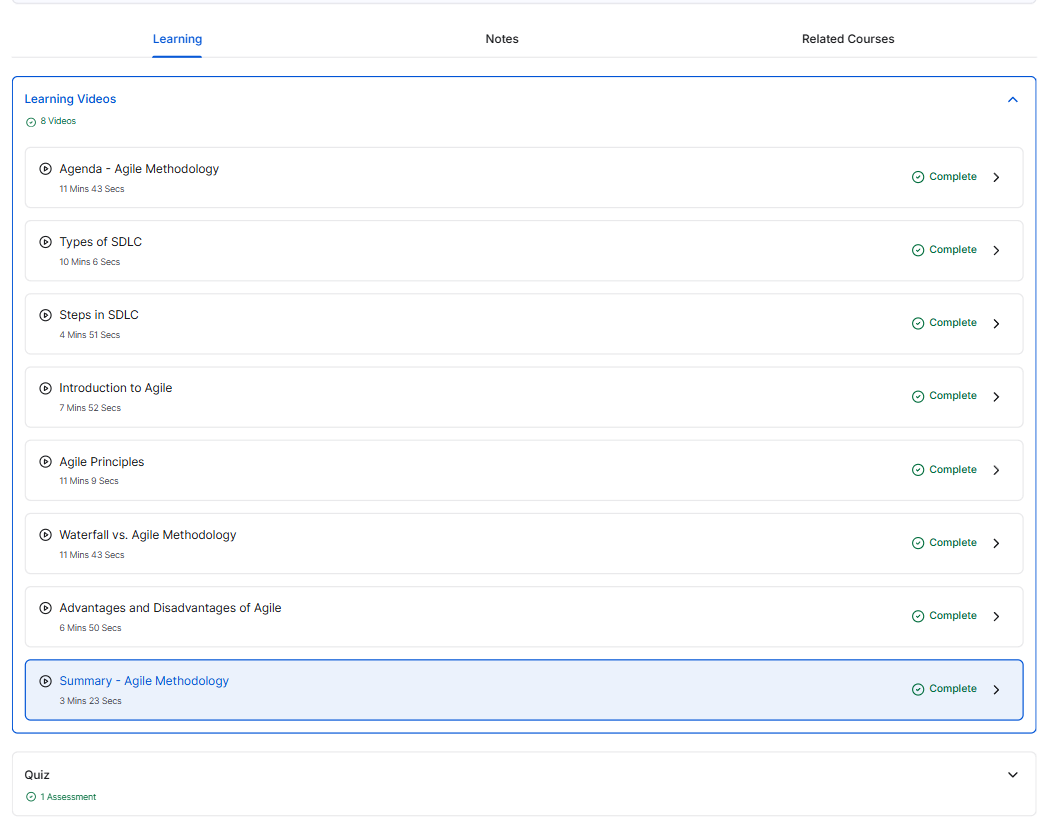 Learning
Notes
Related Courses
Learning Videos
8 Videos
Agenda - Agile Methodology
11 Mins 43 Secs
Complete
Types of SDLC
10 Mins 6 Secs
Complete
Steps in SDLC
4 Mins 51 Secs
Complete
Introduction to Agile
7 Mins 52 Secs
Complete
Agile Principles
11 Mins 9 Secs
Complete
Waterfall vs. Agile Methodology
11 Mins 43 Secs
Complete
Advantages and Disadvantages of Agile
6 Mins 50 Secs
Complete
Summary - Agile Methodology
3 Mins 23 Secs
Complete
Quiz
1 Assessment